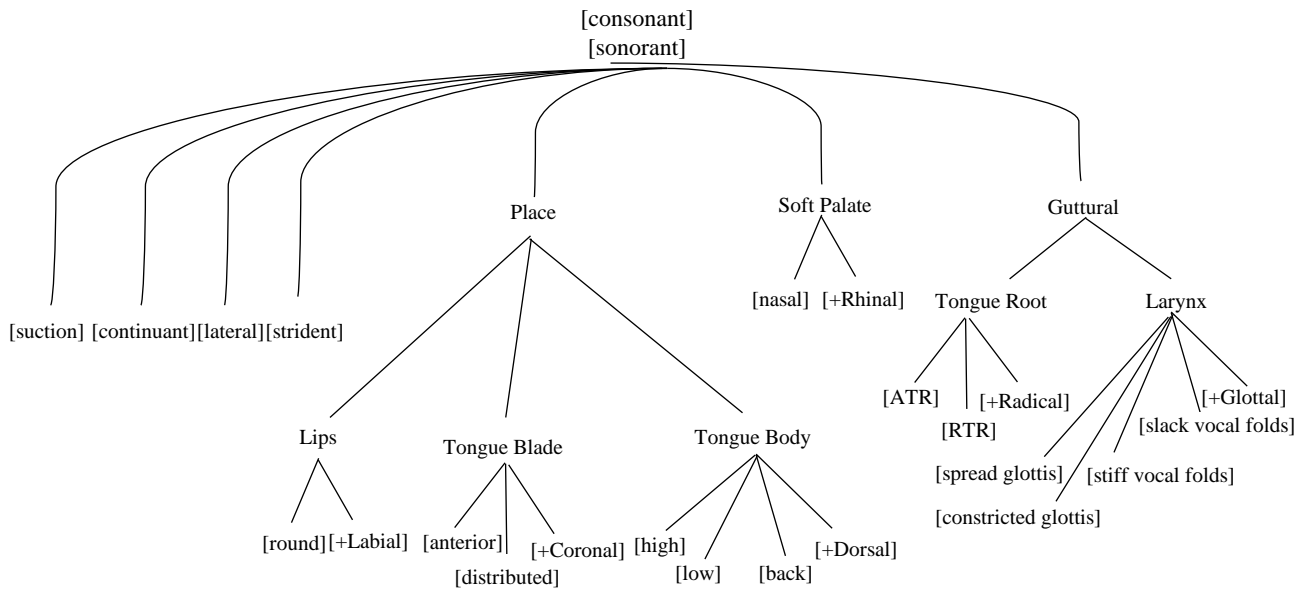 [consonant]
[sonorant]
Place
Soft Palate
Guttural
[suction] [continuant] [lateral] [strident]
[nasal] [+Rhinal]
Tongue Root
Larynx
[ATR]
[+Radical]
[RTR]
[+Glottal]
[slack vocal folds]
[spread glottis]
[stiff vocal folds]
[constricted glottis]
Lips
Tongue Blade
Tongue Body
[round] [+Labial]
[anterior]
[+Coronal]
[distributed]
[high]
[+Dorsal]
[low]
[back]